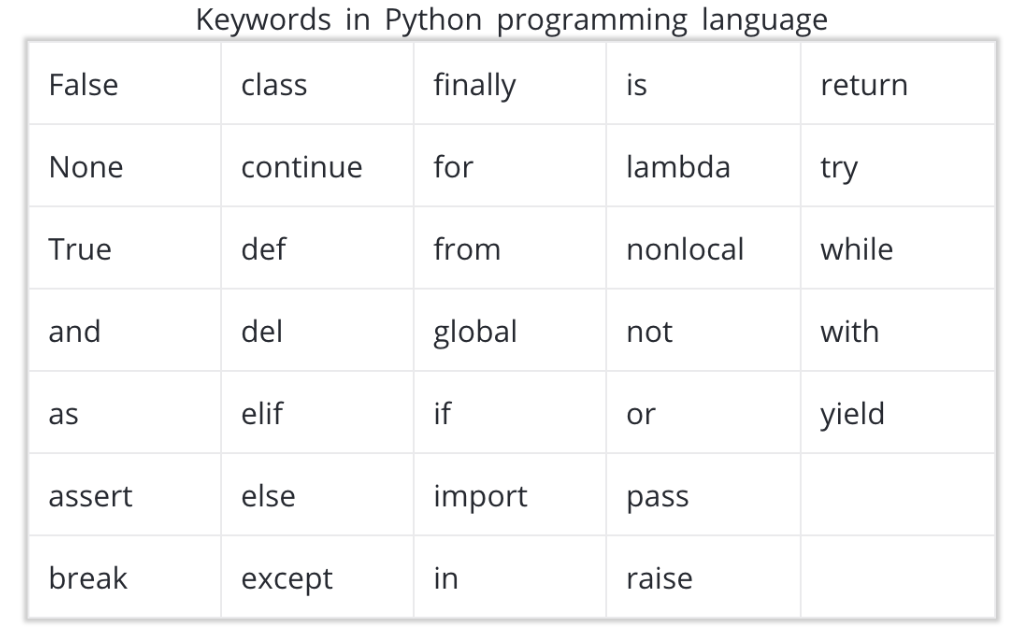 Keywords in Python programming language
False class finally is return
None continue for lambda try
True def from nonlocal while
and del global not with
as elif if or yield
assert else import pass
break except in raise